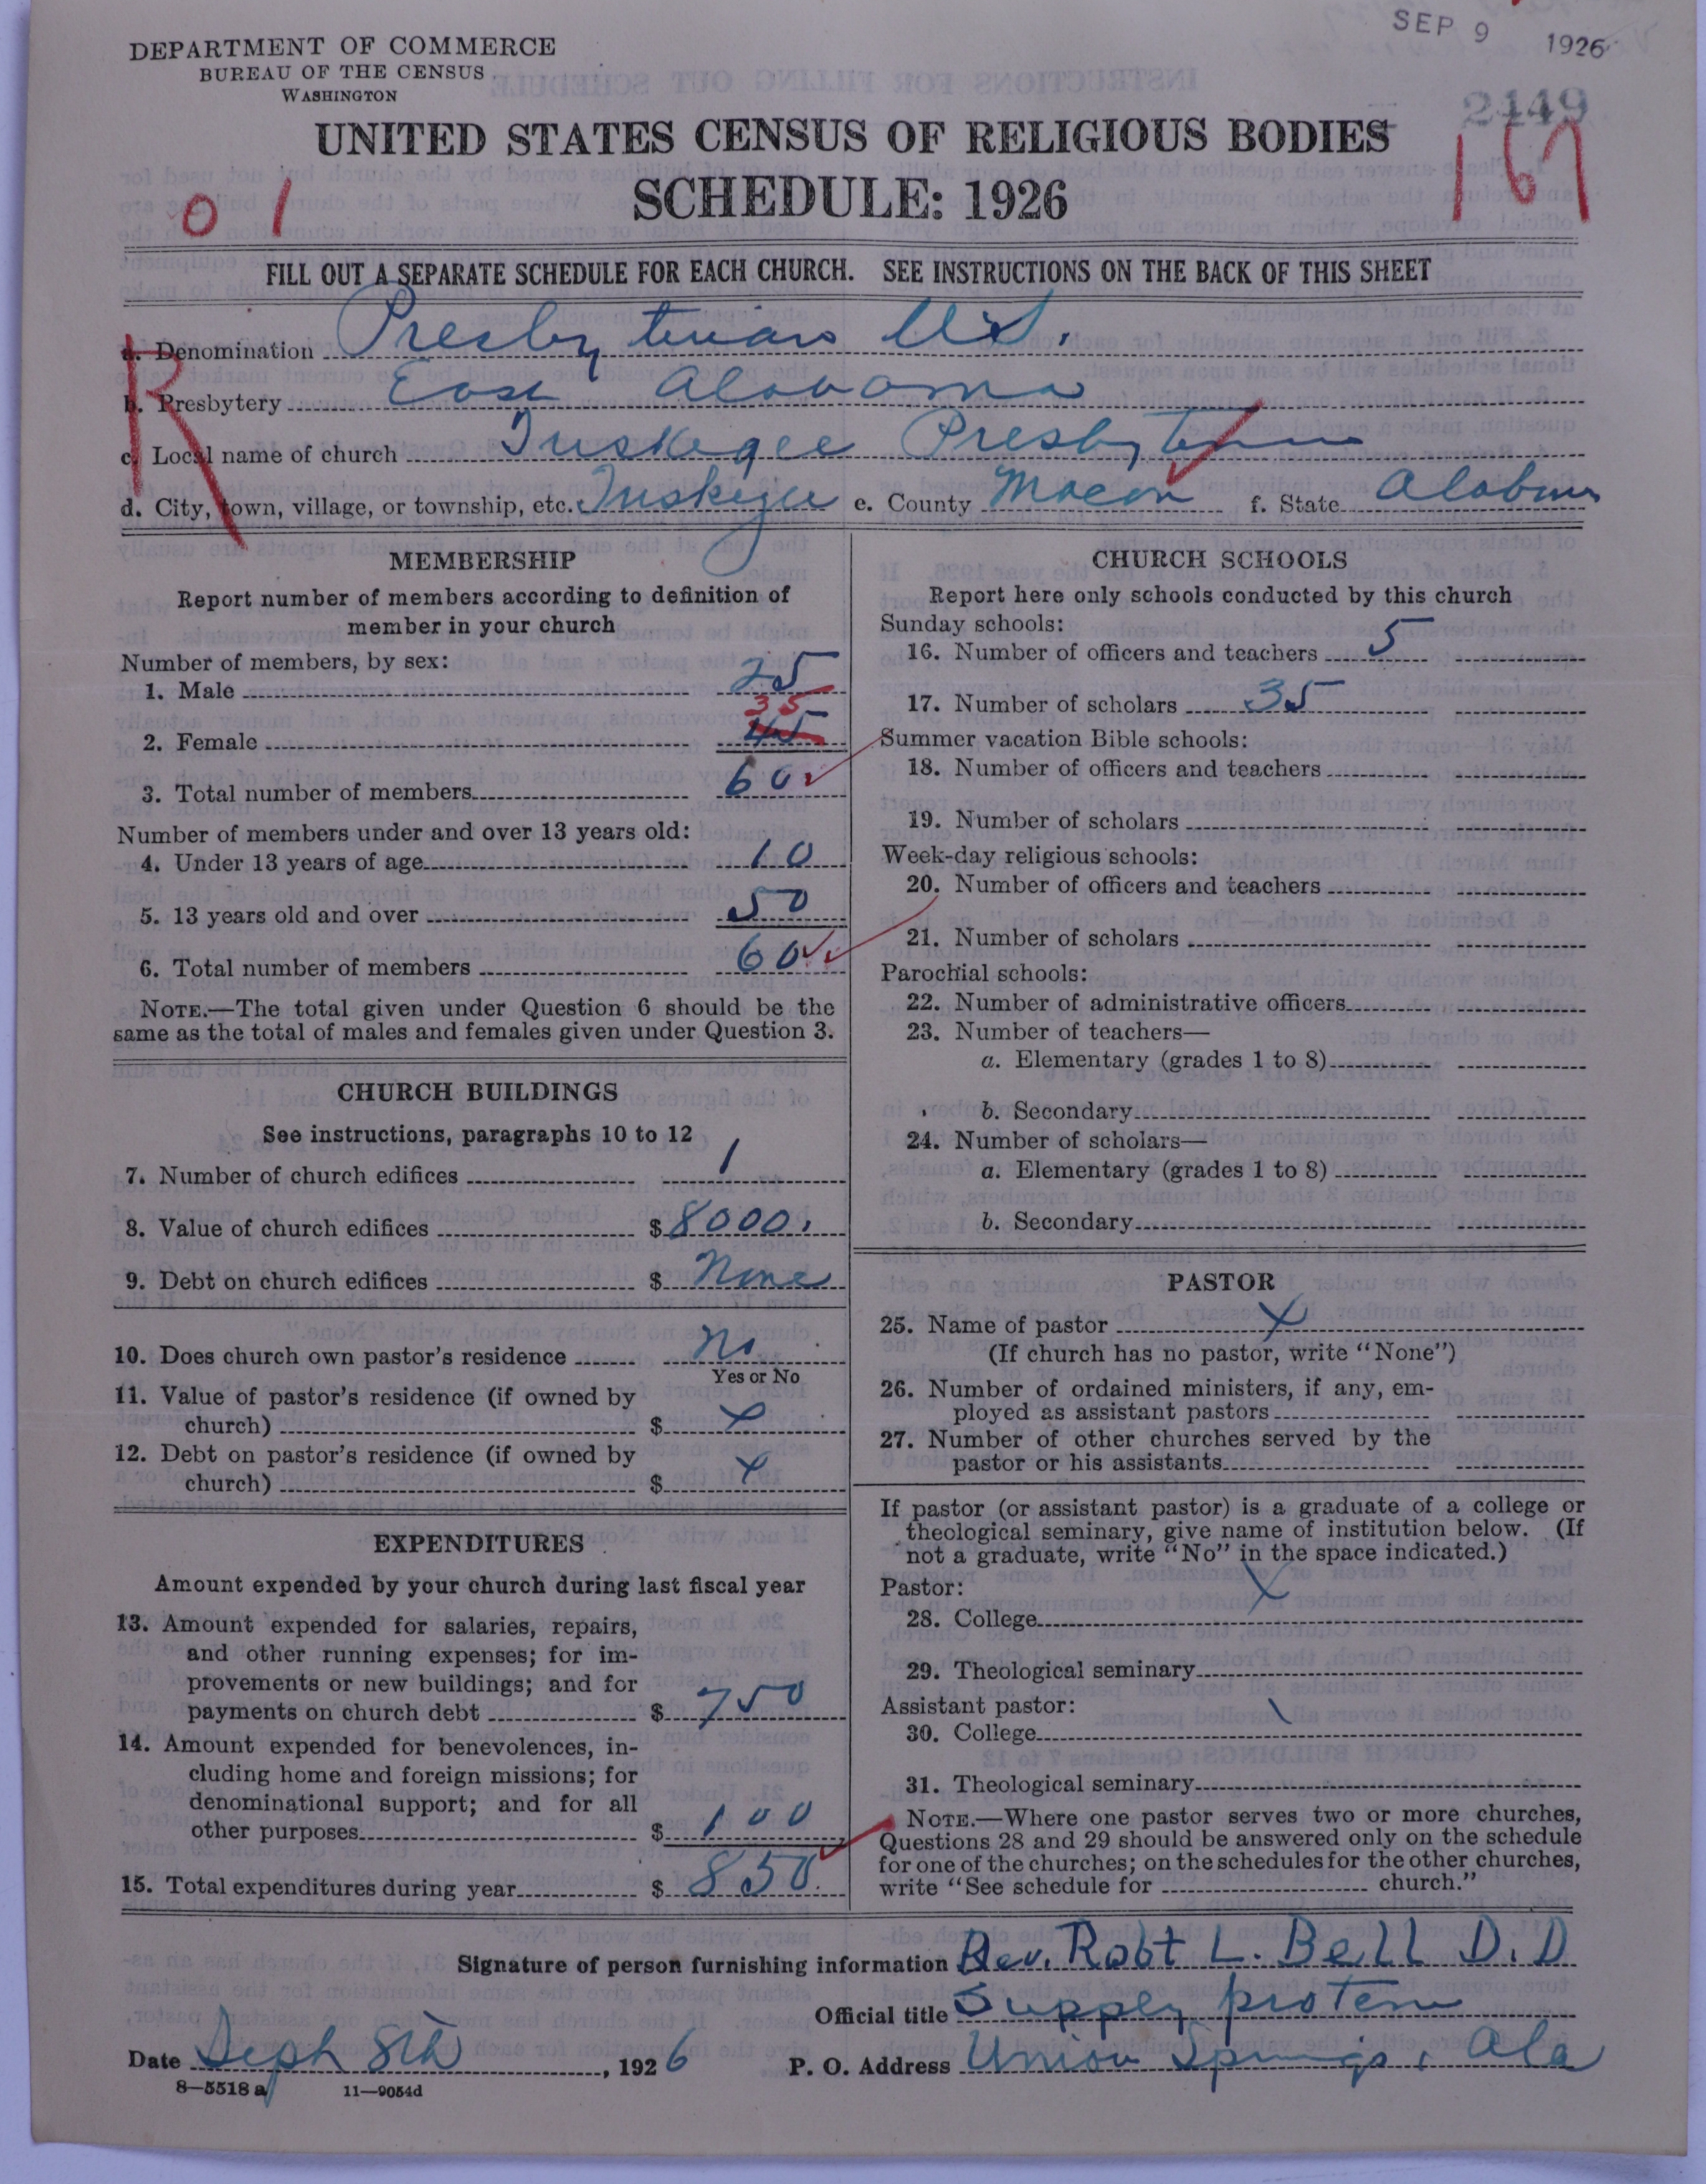 SEP 9 1926
DEPARTMENT OF COMMERCE
BUREAU OF THE CENSUS
WASHINGTON
2449
UNITED STATES CENSUS OF RELIGIOUS BODIES
SCHEDULE: 1926
01
167
FILL OUT A SEPARATE SCHEDULE FOR EACH CHURCH. SEE INSTRUCTIONS ON THE BACK OF THIS SHEET
R
a. Denomination Presbyterian U.S.
b. Presbytery East Alabama
c. Local name of church Tuskegee Presbyterian
d. City, town, village, or township, etc. Tuskegee e. County Macon f. State Alabama
MEMBERSHIP
Report number of members according to definition of
member in your church
Number of members, by sex:
1. Male 25
35
2. Female 45
3. Total number of members 60
Number of members under and over 13 years old:
4. Under 13 years of age 10
5. 13 years old and over 50
6. Total number of members 60
NOTE.—The total given under Question 6 should be the
same as the total of males and females given under Question 3.
CHURCH BUILDINGS
See instructions, paragraphs 10 to 12
7. Number of church edifices 1
8. Value of church edifices $8000.
9. Debt on church edifices $ None
10. Does church own pastor's residence No
Yes or No
11. Value of pastor's residence (if owned by
church) $ x
12. Debt on pastor's residence (if owned by
church) $ x
EXPENDITURES
Amount expended by your church during last fiscal year
13. Amount expended for salaries, repairs,
and other running expenses; for im-
provements or new buildings; and for
payments on church debt $ 750
14. Amount expended for benevolences, in-
cluding home and foreign missions; for
denominational support; and for all
other purposes $ 100
15. Total expenditures during year $ 850.
CHURCH SCHOOLS
Report here only schools conducted by this church
Sunday schools:
16. Number of officers and teachers 5
17. Number of scholars 35
Summer vacation Bible schools:
18. Number of officers and teachers
19. Number of scholars
Week-day religious schools:
20. Number of officers and teachers
21. Number of scholars
Parochial schools:
22. Number of administrative officers
23. Number of teachers—
a. Elementary (grades 1 to 8)
b. Secondary
24. Number of scholars—
a. Elementary (grades 1 to 8)
b. Secondary
PASTOR
25. Name of pastor x
(If church has no pastor, write "None")
26. Number of ordained ministers, if any, em-
ployed as assistant pastors
27. Number of other churches served by the
pastor or his assistants
If pastor (or assistant pastor) is a graduate of a college or
theological seminary, give name of institution below. (If
not a graduate, write "No" in the space indicated.)
Pastor:
28. College x
29. Theological seminary
Assistant pastor:
30. College \
31. Theological seminary
NOTE.—Where one pastor serves two or more churches,
Questions 28 and 29 should be answered only on the schedule
for one of the churches; on the schedules for the other churches,
write "See schedule for church."
Signature of person furnishing information Rev. Robt L. Bell D.D
Official title Supply protem
Date Sept 8th, 1926 P. O. Address Union Springs, Ala
8—5518 a 11—9054d